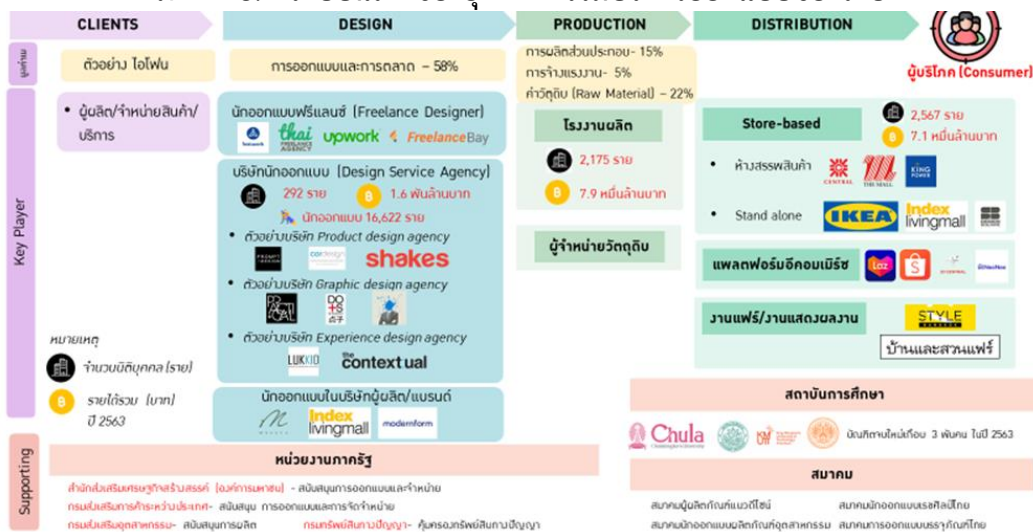 CLIENTS
DESIGN
PRODUCTION
DISTRIBUTION
ผู้บริโภค (Consumer)
มูลค่าเพิ่ม
ตัวอย่าง ไอโฟน
การออกแบบและการตลาด – 58%
การผลิตส่วนประกอบ- 15%
การจ้างแรงงาน- 5%
ค่าวัตถุดิบ (Raw Material) – 22%
Key Player
• ผู้ผลิต/จำหน่ายสินค้า/
บริการ
นักออกแบบฟรีแลนซ์ (Freelance Designer)
thai
FREELANCE
AGENCY
upwork
FreelanceBay
บริษัทนักออกแบบ (Design Service Agency)
292 ราย
1.6 พันล้านบาท
นักออกแบบ 16,622 ราย
• ตัวอย่างบริษัท Product design agency
PROMPT
DESIGN
cordesign
shakes
• ตัวอย่างบริษัท Graphic design agency
PRACTICAL
DOTS
• ตัวอย่างบริษัท Experience design agency
LUKKID
the
contextual
นักออกแบบในบริษัทผู้ผลิต/แบรนด์
Index
livingmall
modernform
โรงงานผลิต
2,175 ราย
7.9 หมื่นล้านบาท
ผู้จำหน่ายวัตถุดิบ
Store-based
2,567 ราย
7.1 หมื่นล้านบาท
• ห้างสรรพสินค้า
CENTRAL
THE MALL
KING
POWER
• Stand alone
IKEA
Index
livingmall
แพลตฟอร์มอีคอมเมิร์ซ
Laz
งานแฟร์/งานแสดงผลงาน
STYLE
บ้านและสวนแฟร์
หมายเหตุ
จำนวนนิติบุคคล (ราย)
รายได้รวม (บาท)
ปี 2563
Supporting
หน่วยงานภาครัฐ
สำนักส่งเสริมเศรษฐกิจสร้างสรรค์ (องค์การมหาชน) - สนับสนุนการออกแบบและจำหน่าย
กรมส่งเสริมการค้าระหว่างประเทศ- สนับสนุน การออกแบบและการจัดจำหน่าย
กรมส่งเสริมอุตสาหกรรม- สนับสนุนการผลิต
กรมทรัพย์สินทางปัญญา- คุ้มครองทรัพย์สินทางปัญญา
สถาบันการศึกษา
Chula
บัณฑิตจบใหม่เกือบ 3 พันคน ในปี 2563
สมาคม
สมาคมผู้ผลิตภัณฑ์แนวดีไซน์
สมาคมนักออกแบบเรขศิลป์ไทย
สมาคมนักออกแบบผลิตภัณฑ์อุตสาหกรรม
สมาคมการออกแบบบรรจุภัณฑ์ไทย